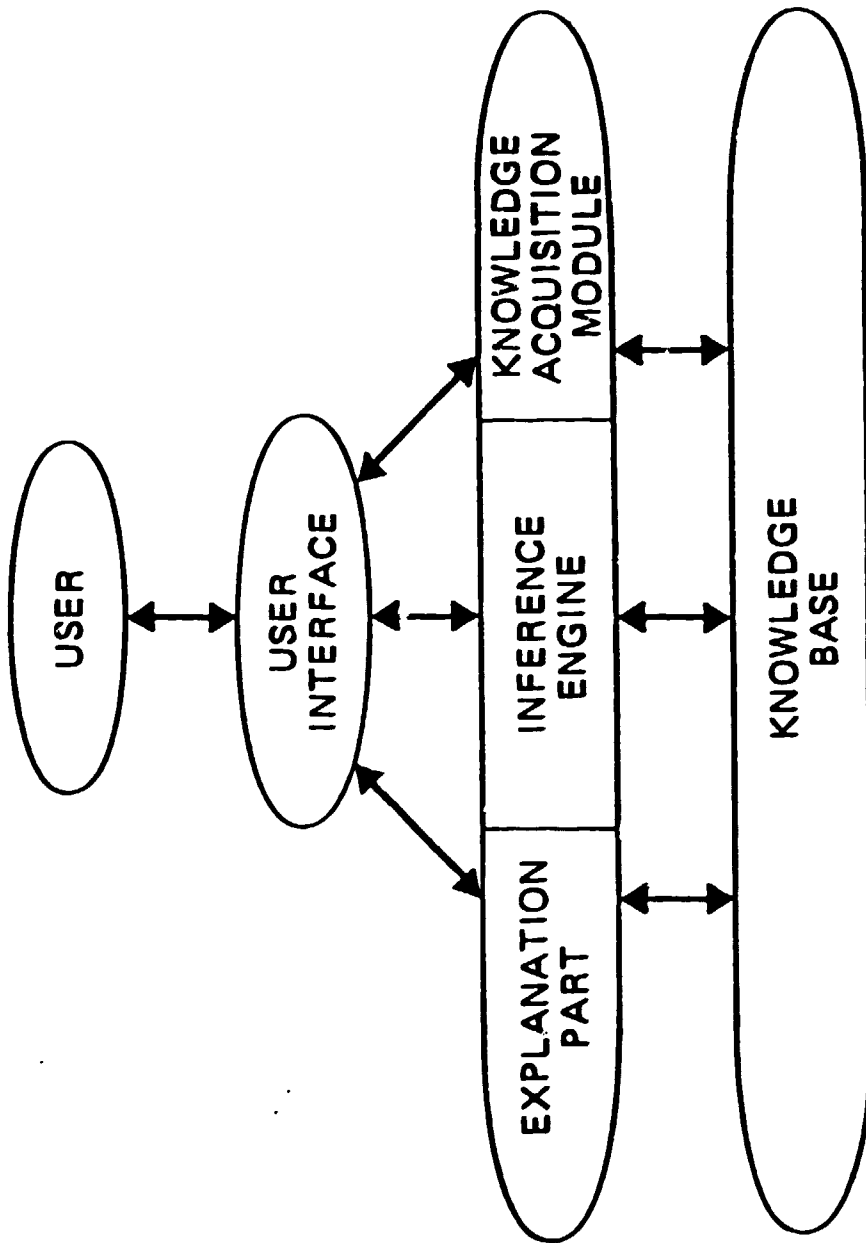 USER
USER
INTERFACE
EXPLANATION
PART
INFERENCE
ENGINE
KNOWLEDGE
ACQUISITION
MODULE
KNOWLEDGE
BASE